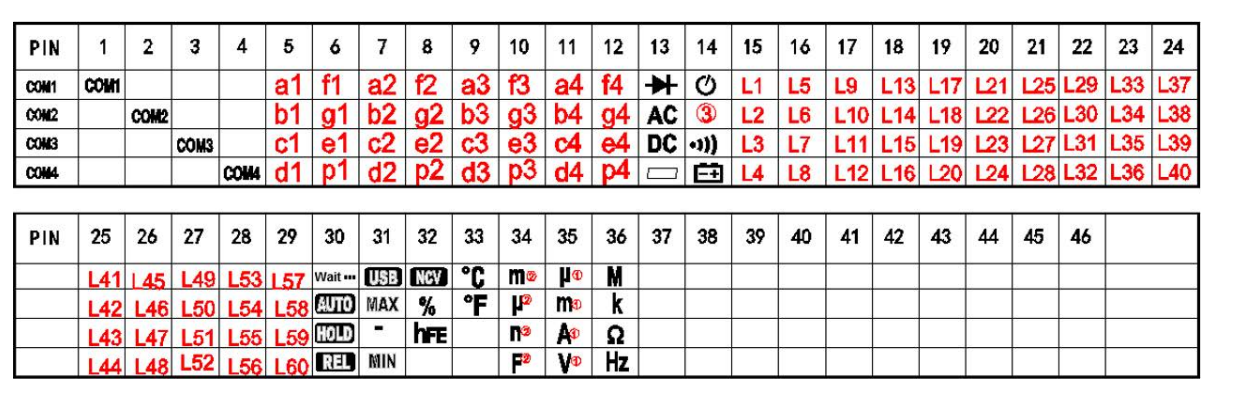 PIN 1 2 3 4 5 6 7 8 9 10 11 12 13 14 15 16 17 18 19 20 21 22 23 24
COM1 COM1 a1 f1 a2 f2 a3 f3 a4 f4 L1 L5 L9 L13 L17 L21 L25 L29 L33 L37
COM2 COM2 b1 g1 b2 g2 b3 g3 b4 g4 AC ③ L2 L6 L10 L14 L18 L22 L26 L30 L34 L38
COM3 COM3 c1 e1 c2 e2 c3 e3 c4 e4 DC L3 L7 L11 L15 L19 L23 L27 L31 L35 L39
COM4 COM4 d1 p1 d2 p2 d3 p3 d4 p4 L4 L8 L12 L16 L20 L24 L28 L32 L36 L40
PIN 25 26 27 28 29 30 31 32 33 34 35 36 37 38 39 40 41 42 43 44 45 46
L41 L45 L49 L53 L57 Wait ••• USB NCV °C m② µ① M
L42 L46 L50 L54 L58 AUTO MAX % °F µ② m① k
L43 L47 L51 L55 L59 HOLD - hFE n② A① Ω
L44 L48 L52 L56 L60 REL MIN F② V① Hz